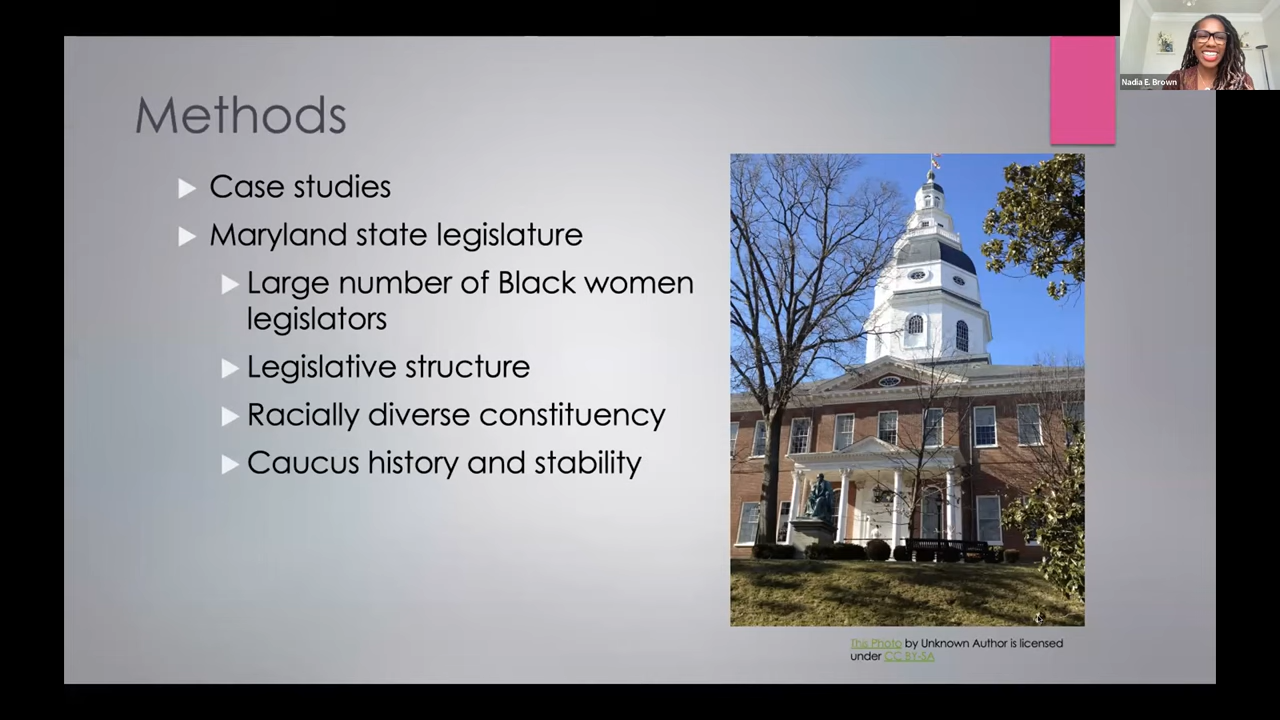 Nadia E. Brown
Methods
Case studies
Maryland state legislature
Large number of Black women
legislators
Legislative structure
Racially diverse constituency
Caucus history and stability
This Photo by Unknown Author is licensed
under CC BY-SA